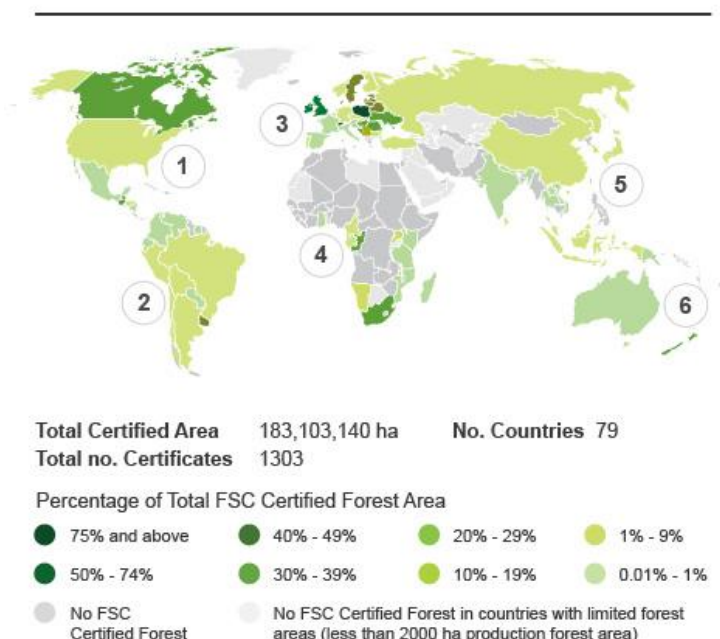 1
2
3
4
5
6
Total Certified Area 183,103,140 ha No. Countries 79
Total no. Certificates 1303
Percentage of Total FSC Certified Forest Area
75% and above 40% - 49% 20% - 29% 1% - 9%
50% - 74% 30% - 39% 10% - 19% 0.01% - 1%
No FSC
Certified Forest
No FSC Certified Forest in countries with limited forest
areas (less than 2000 ha production forest area)